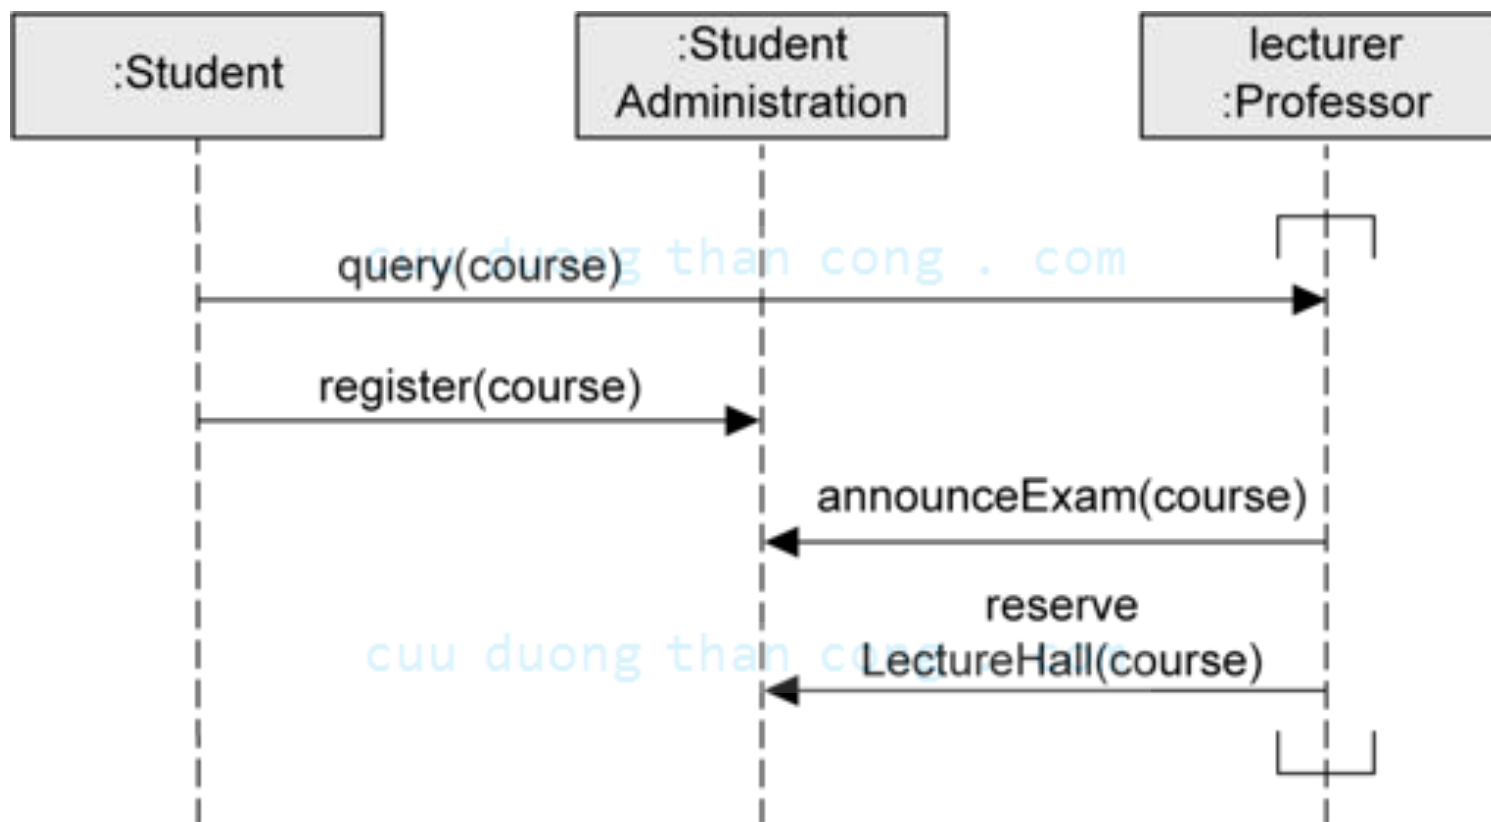 :Student
:Student
Administration
lecturer
:Professor
cuu duong than cong . com
query(course)
register(course)
announceExam(course)
reserve
cuu duong than cong . com
LectureHall(course)